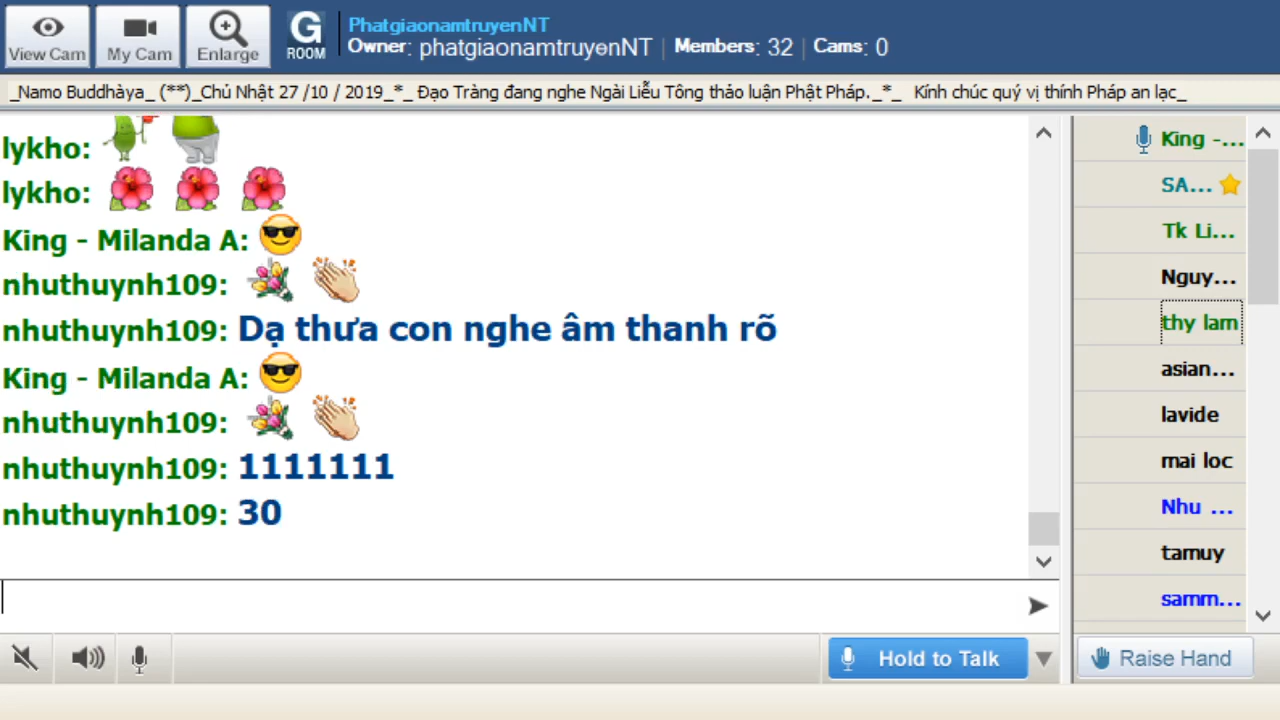 View Cam
My Cam
Enlarge
G
ROOM
PhatgiaonamtruyenNT
Owner: phatgiaonamtruyenNT | Members: 32 | Cams: 0
_Namo Buddhàya_ (**)_Chủ Nhật 27 /10 / 2019_*_ Đạo Tràng đang nghe Ngài Liễu Tông thảo luận Phật Pháp._*_ Kính chúc quý vị thính Pháp an lạc_
lykho:
lykho:
King - Milanda A:
nhuthuynh109:
nhuthuynh109: Dạ thưa con nghe âm thanh rõ
King - Milanda A:
nhuthuynh109:
nhuthuynh109: 1111111
nhuthuynh109: 30
King -...
SA...
Tk Li...
Nguy...
thy lam
asian...
lavide
mai loc
Nhu ...
tamuy
samm...
Hold to Talk
Raise Hand